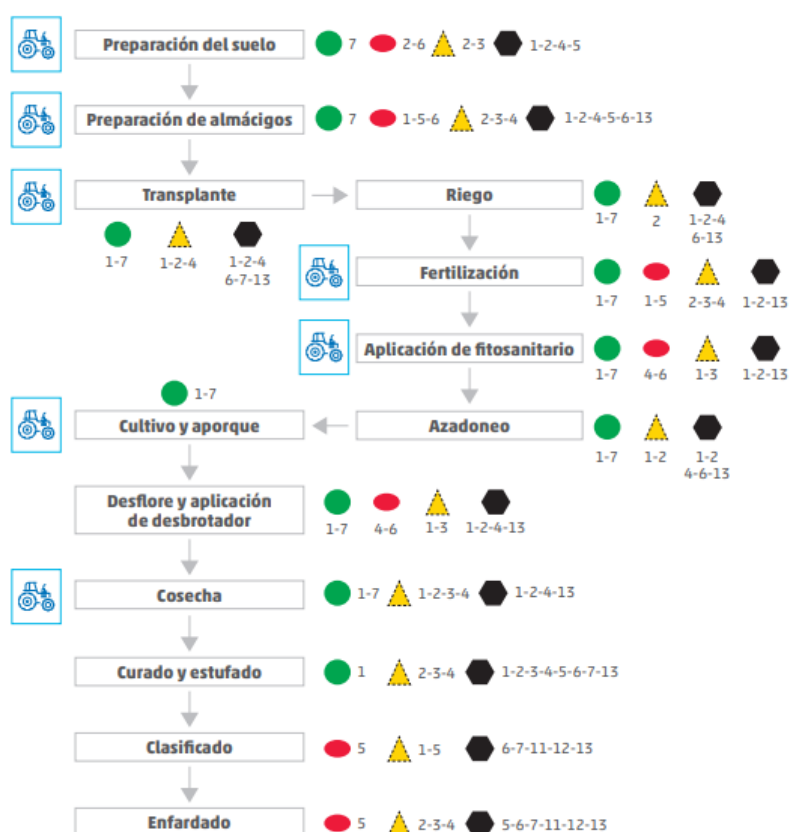 Preparación del suelo 7 2-6 2-3 1-2-4-5
Preparación de almácigos 7 1-5-6 2-3-4 1-2-4-5-6-13
Transplante
1-7 1-2-4 1-2-4
6-7-13
Riego
1-7 2 1-2-4
6-13
Fertilización
1-7 1-5 2-3-4 1-2-13
Aplicación de fitosanitario
1-7 4-6 1-3 1-2-13
Azadoneo
1-7 1-2 1-2
4-6-13
1-7
Cultivo y aporque
Desflore y aplicación
de desbrotador
1-7 4-6 1-3 1-2-4-13
Cosecha 1-7 1-2-3-4 1-2-4-13
Curado y estufado 1 2-3-4 1-2-3-4-5-6-7-13
Clasificado 5 1-5 6-7-11-12-13
Enfardado 5 2-3-4 5-6-7-11-12-13